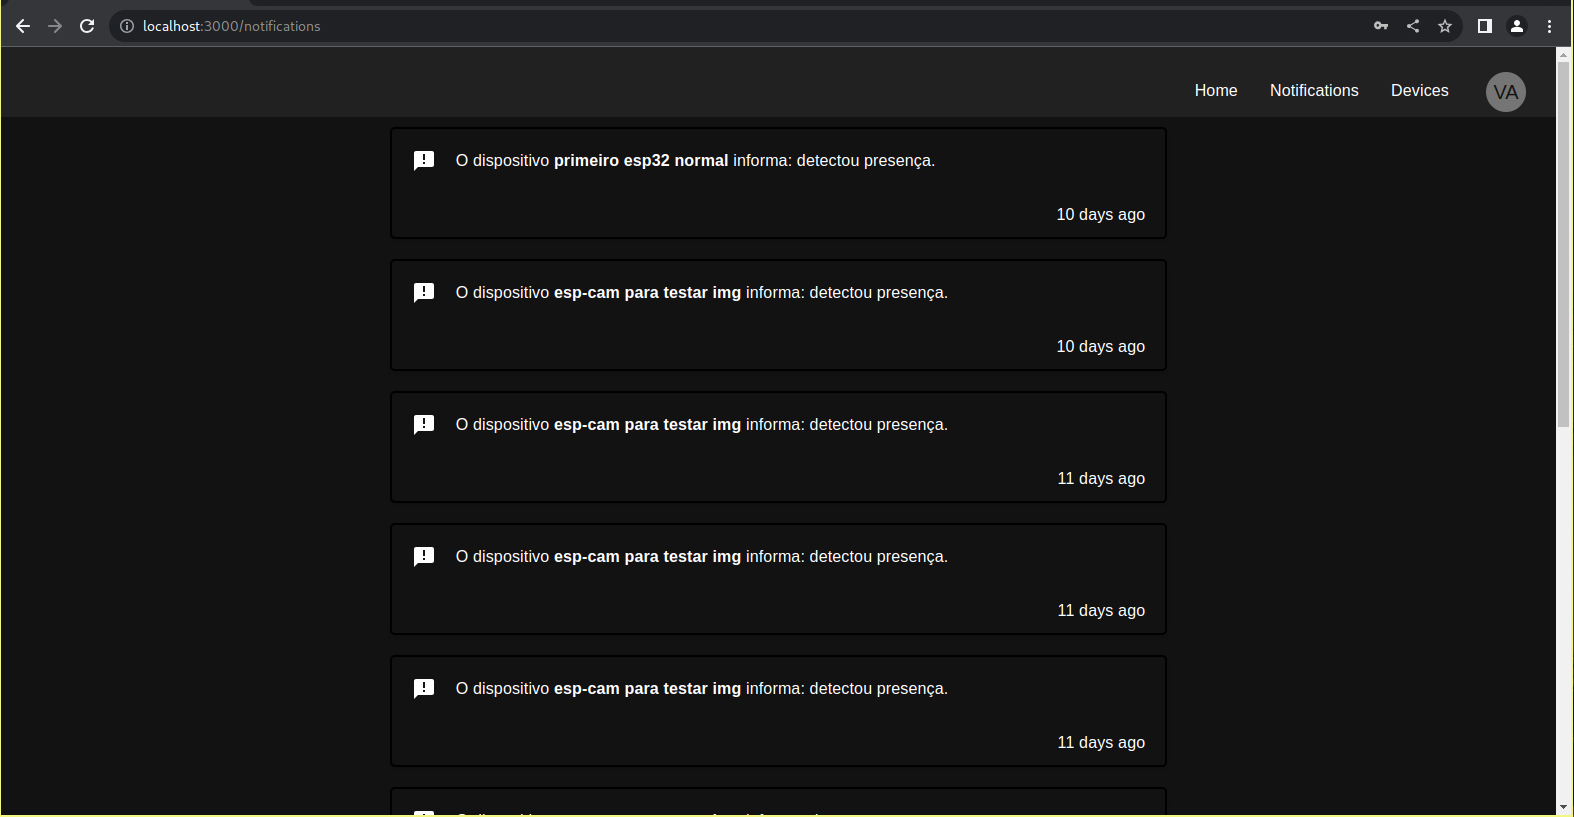 localhost:3000/notifications
Home Notifications Devices VA
O dispositivo primeiro esp32 normal informa: detectou presença.
10 days ago
O dispositivo esp-cam para testar img informa: detectou presença.
10 days ago
O dispositivo esp-cam para testar img informa: detectou presença.
11 days ago
O dispositivo esp-cam para testar img informa: detectou presença.
11 days ago
O dispositivo esp-cam para testar img informa: detectou presença.
11 days ago